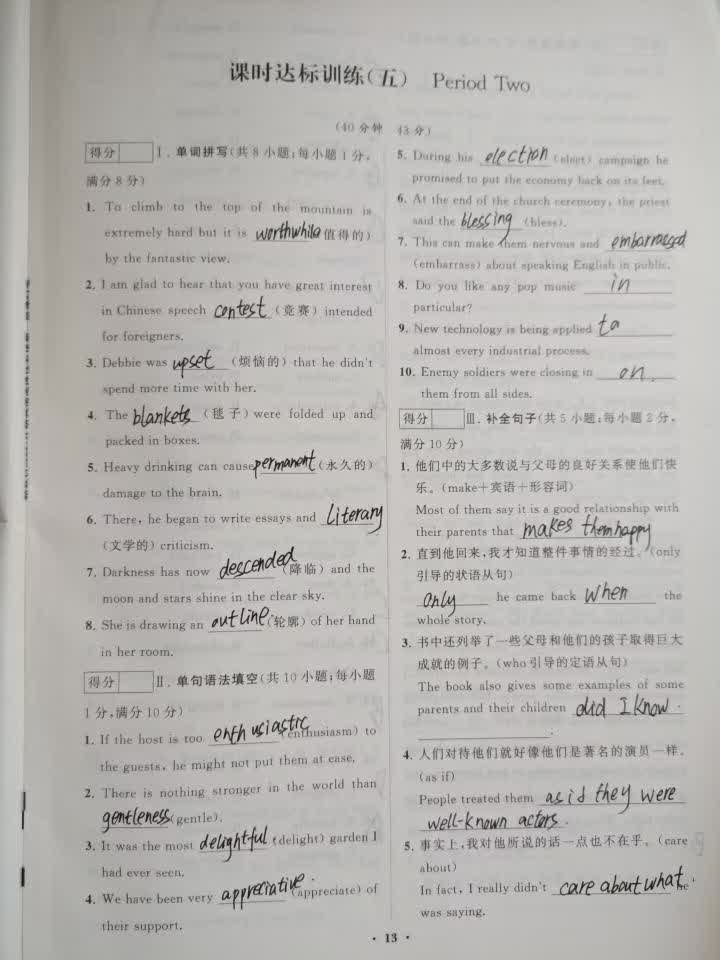 课时达标训练(五) Period Two
(40分钟 43分)
得分 Ⅰ.单词拼写(共8小题;每小题1分,
满分8分)
1. To climb to the top of the mountain is
extremely hard but it is worthwhile(值得的)
by the fantastic view.
2. I am glad to hear that you have great interest
in Chinese speech contest (竞赛) intended
for foreigners.
3. Debbie was upset (烦恼的) that he didn't
spend more time with her.
4. The blankets (毯子) were folded up and
packed in boxes.
5. Heavy drinking can cause permanent(永久的)
damage to the brain.
6. There, he began to write essays and literary
(文学的) criticism.
7. Darkness has now descended (降临) and the
moon and stars shine in the clear sky.
8. She is drawing an outline (轮廓) of her hand
in her room.
得分 Ⅱ.单句语法填空(共10小题;每小题
1分,满分10分)
1. If the host is too enthusiastic (enthusiasm) to
the guests, he might not put them at ease.
2. There is nothing stronger in the world than
gentleness (gentle).
3. It was the most delightful (delight) garden I
had ever seen.
4. We have been very appreciative (appreciate) of
their support.
5. During his election (elect) campaign he
promised to put the economy back on its feet.
6. At the end of the church ceremony, the priest
said the blessing (bless).
7. This can make them nervous and embarrassed
(embarrass) about speaking English in public.
8. Do you like any pop music in
particular?
9. New technology is being applied to
almost every industrial process.
10. Enemy soldiers were closing in on
them from all sides.
得分 Ⅲ.补全句子(共5小题;每小题2分,
满分10分)
1. 他们中的大多数说与父母的良好关系使他们快
乐。(make+宾语+形容词)
Most of them say it is a good relationship with
their parents that makes them happy
2. 直到他回来,我才知道整件事情的经过。(only
引导的状语从句)
only he came back when the
whole story.
3. 书中还列举了一些父母和他们的孩子取得巨大
成就的例子。(who引导的定语从句)
The book also gives some examples of some
parents and their children did I know.
.
4. 人们对待他们就好像他们是著名的演员一样。
(as if)
People treated them as if they were
well-known actors.
5. 事实上,我对他所说的话一点也不在乎。(care
about)
In fact, I really didn't care about what he
was saying.
· 13 ·